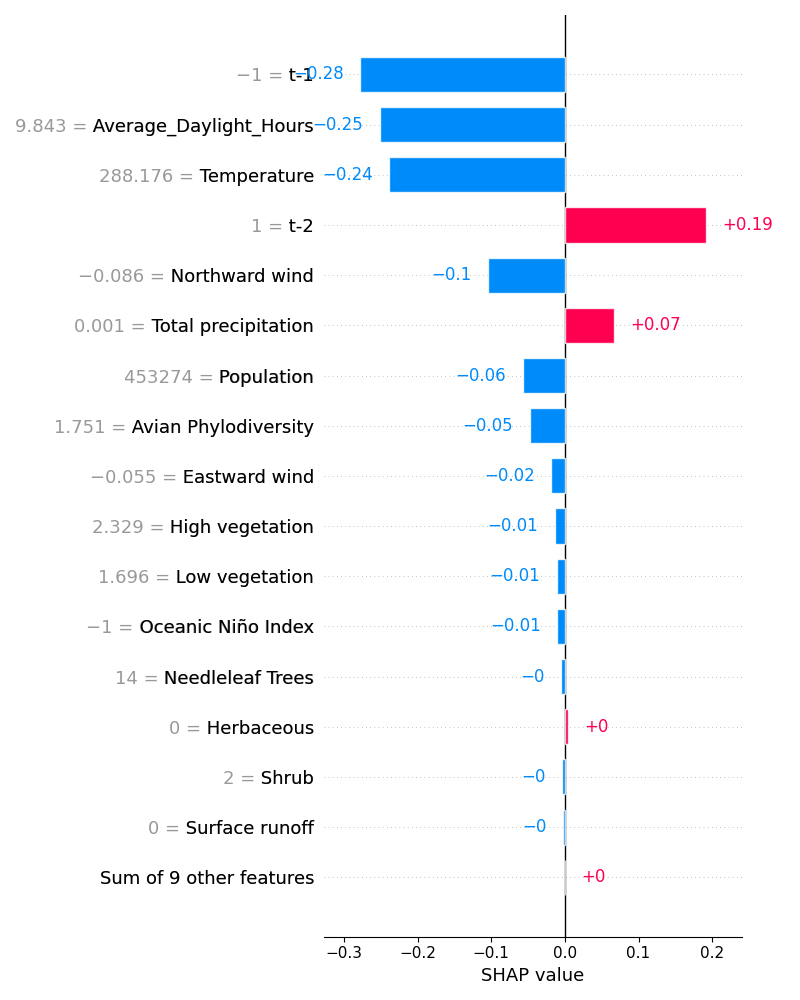 −1 = t-1 −0.28
9.843 = Average_Daylight_Hours −0.25
288.176 = Temperature −0.24
1 = t-2 +0.19
−0.086 = Northward wind −0.1
0.001 = Total precipitation +0.07
453274 = Population −0.06
1.751 = Avian Phylodiversity −0.05
−0.055 = Eastward wind −0.02
2.329 = High vegetation −0.01
1.696 = Low vegetation −0.01
−1 = Oceanic Niño Index −0.01
14 = Needleleaf Trees −0
0 = Herbaceous +0
2 = Shrub −0
0 = Surface runoff −0
Sum of 9 other features +0
−0.3 −0.2 −0.1 0.0 0.1 0.2
SHAP value